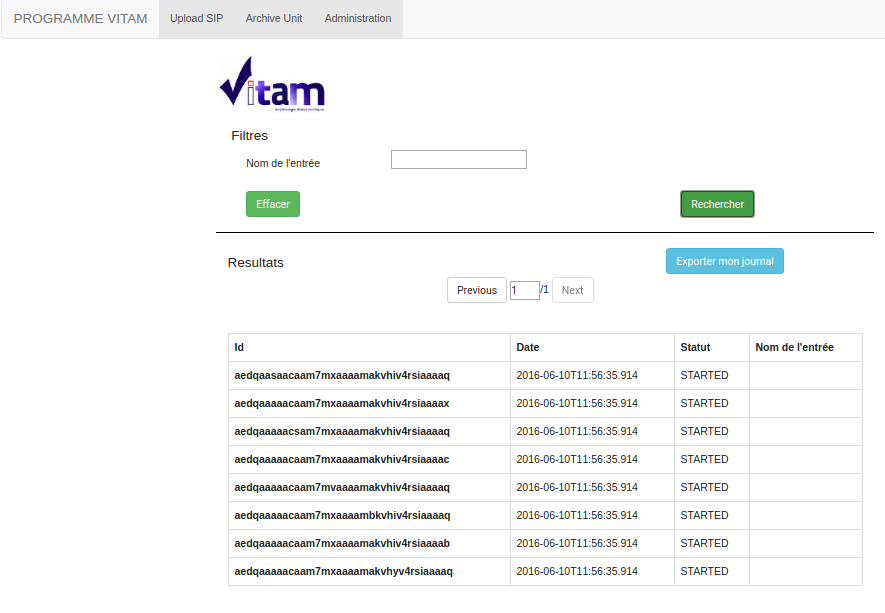 PROGRAMME VITAM Upload SIP Archive Unit Administration
Vitam
Filtres
Nom de l'entrée
Effacer Rechercher
Resultats Exporter mon journal
Previous 1 /1 Next
Id Date Statut Nom de l'entrée
aedqaasaacaam7mxaaaamakvhiv4rsiaaaaq 2016-06-10T11:56:35.914 STARTED
aedqaaaaacaam7mxaaaamakvhiv4rsiaaaax 2016-06-10T11:56:35.914 STARTED
aedqaaaaacsam7mxaaaamakvhiv4rsiaaaaq 2016-06-10T11:56:35.914 STARTED
aedqaaaaacaam7mxaaaamakvhiv4rsiaaaac 2016-06-10T11:56:35.914 STARTED
aedqaaaaacaam7mvaaaamakvhiv4rsiaaaaq 2016-06-10T11:56:35.914 STARTED
aedqaaaaacaam7mxaaaambkvhiv4rsiaaaaq 2016-06-10T11:56:35.914 STARTED
aedqaaaaacaam7mxaaaamakvhiv4rsiaaaab 2016-06-10T11:56:35.914 STARTED
aedqaaaaacaam7mxaaaamakvhyv4rsiaaaaq 2016-06-10T11:56:35.914 STARTED